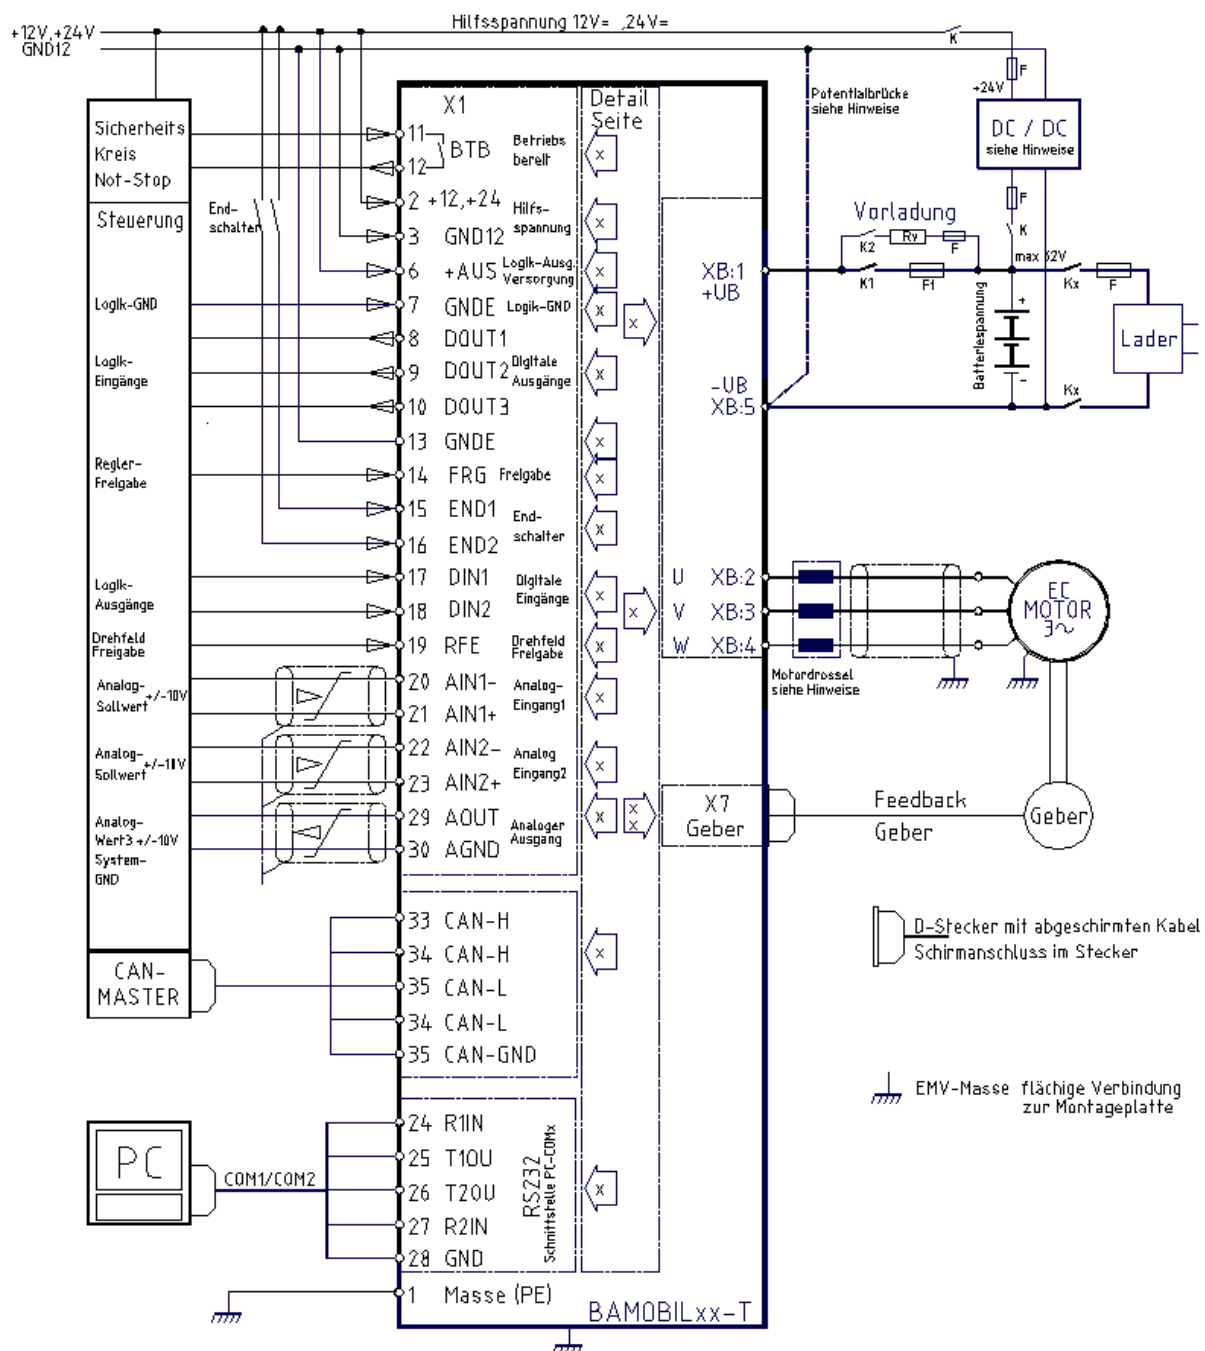 Hilfsspannung 12V= ,24V=
+12V,+24V
GND12
K
F
+24V
DC / DC
siehe Hinweise
F
K
Potentialbrücke
siehe Hinweise
X1
Detail
Seite
Sicherheits
Kreis
Not-Stop
11
12
BTB
Betriebs
bereit
x
Steuerung
End-
schalter
2 +12,+24
3 GND12
Hilfs-
spannung
x
6 +AUS
Logik-Ausg.
Versorgung
x
Vorladung
K2
Rv
F
K1
F1
max 32V
Kx
F
XB:1
+UB
Batteriespannung
+
-
Lader
Kx
-UB
XB:5
Logik-GND
7 GNDE Logik-GND
x
x
8 DOUT1
Logik-
Eingänge
9 DOUT2
Digitale
Ausgänge
x
10 DOUT3
13 GNDE
x
Regler-
Freigabe
14 FRG Freigabe
x
15 END1
16 END2
End-
schalter
x
Logik-
Ausgänge
17 DIN1
18 DIN2
Digitale
Eingänge
x
x
Drehfeld
Freigabe
19 RFE
Drehfeld
Freigabe
x
U XB:2
V XB:3
W XB:4
Motordrossel
siehe Hinweise
EC
MOTOR
3~
Analog-
Sollwert
+/-10V
20 AIN1-
21 AIN1+
Analog-
Eingang1
x
Analog-
Sollwert
+/-10V
22 AIN2-
23 AIN2+
Analog
Eingang2
x
Analog-
Wert3 +/-10V
System-
GND
29 AOUT
30 AGND
Analoger
Ausgang
x
x
x
X7
Geber
Feedback
Geber
Geber
CAN-
MASTER
33 CAN-H
34 CAN-H
35 CAN-L
34 CAN-L
35 CAN-GND
x
D-Stecker mit abgeschirmten Kabel
Schirmanschluss im Stecker
EMV-Masse flächige Verbindung
zur Montageplatte
PC
COM1/COM2
24 R1IN
25 T1OU
26 T2OU
27 R2IN
28 GND
RS232
Schnittstelle PC-COMx
x
1 Masse (PE)
BAMOBILxx-T